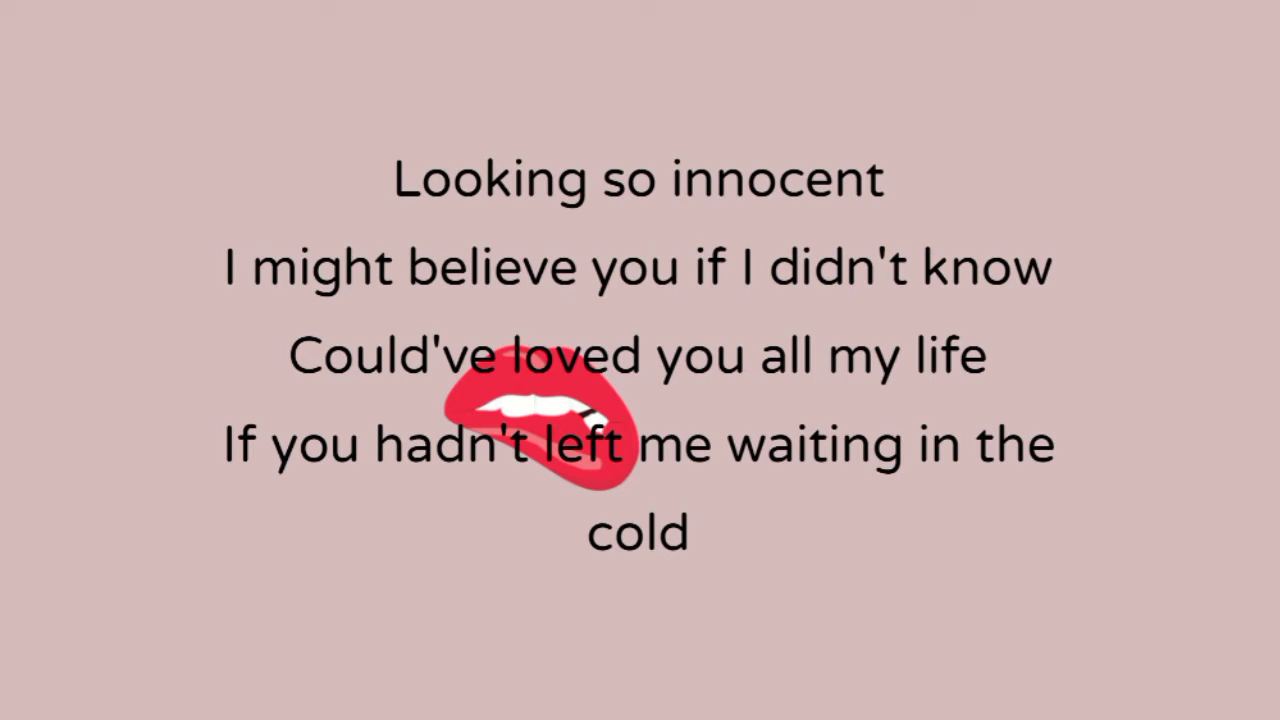 Looking so innocent
I might believe you if I didn't know
Could've loved you all my life
If you hadn't left me waiting in the
cold